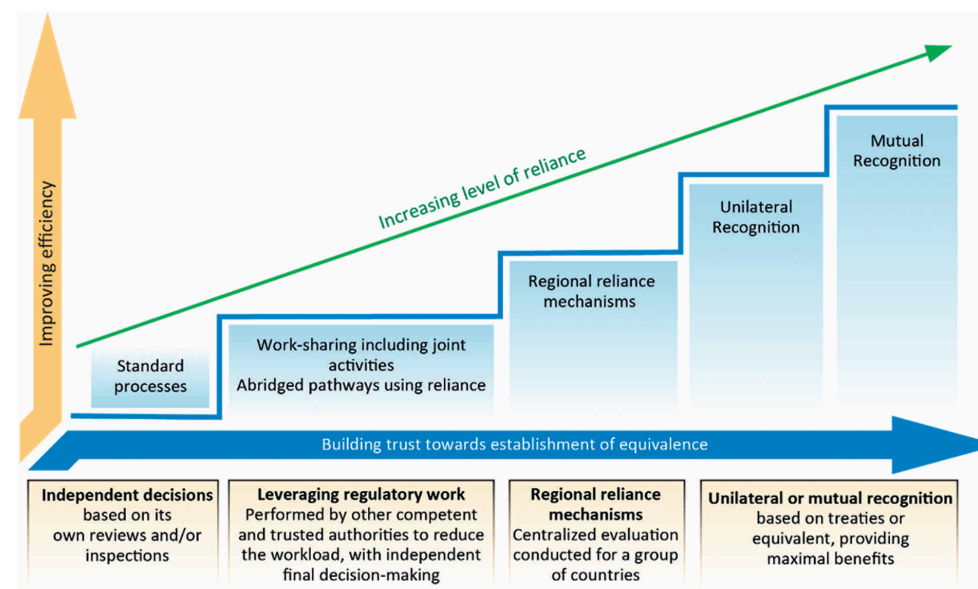 Improving efficiency
Increasing level of reliance
Standard
processes
Work-sharing including joint
activities
Abridged pathways using reliance
Regional reliance
mechanisms
Unilateral
Recognition
Mutual
Recognition
Building trust towards establishment of equivalence
Independent decisions
based on its
own reviews and/or
inspections
Leveraging regulatory work
Performed by other competent
and trusted authorities to reduce
the workload, with independent
final decision-making
Regional reliance
mechanisms
Centralized evaluation
conducted for a group
of countries
Unilateral or mutual recognition
based on treaties or
equivalent, providing
maximal benefits